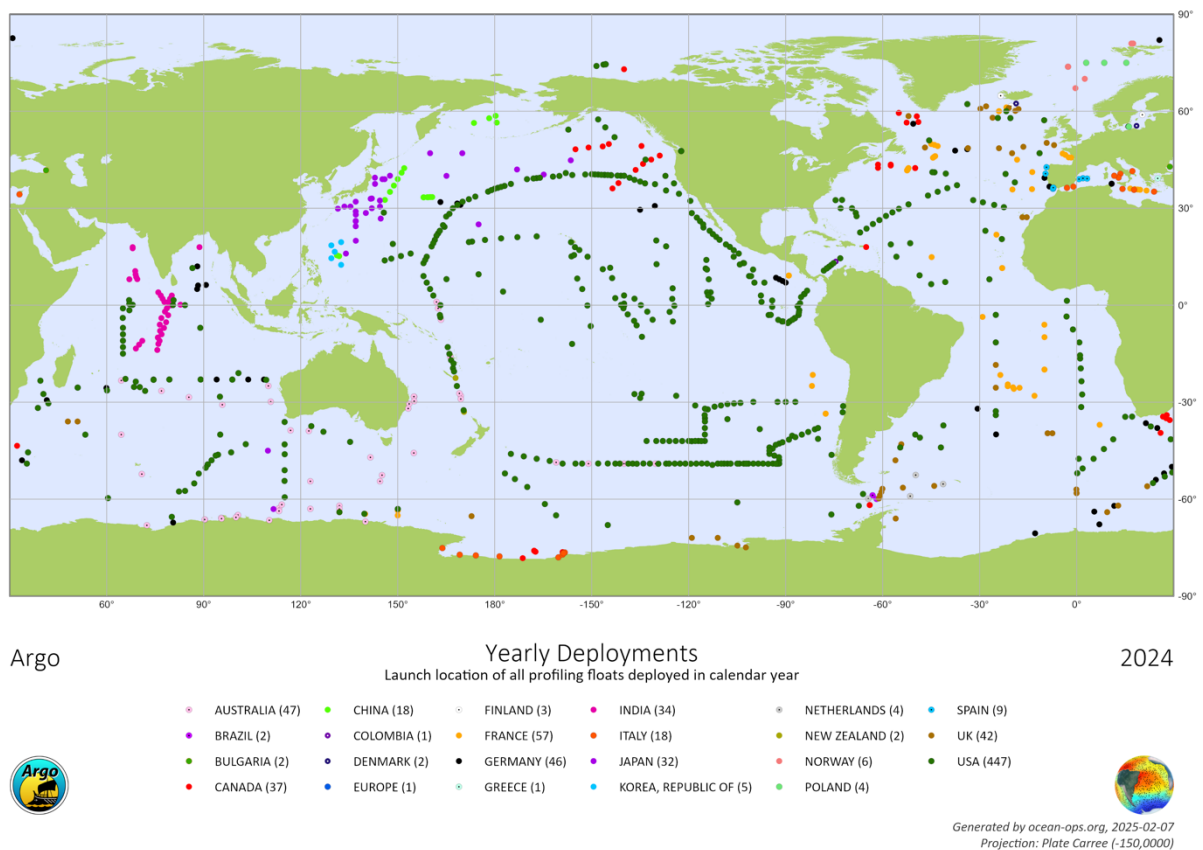 90°
60°
30°
0°
-30°
-60°
-90°
60° 90° 120° 150° 180° -150° -120° -90° -60° -30° 0°
Argo
Yearly Deployments
2024
Launch location of all profiling floats deployed in calendar year
AUSTRALIA (47) CHINA (18) FINLAND (3) INDIA (34) NETHERLANDS (4) SPAIN (9)
BRAZIL (2) COLOMBIA (1) FRANCE (57) ITALY (18) NEW ZEALAND (2) UK (42)
BULGARIA (2) DENMARK (2) GERMANY (46) JAPAN (32) NORWAY (6) USA (447)
CANADA (37) EUROPE (1) GREECE (1) KOREA, REPUBLIC OF (5) POLAND (4)
Argo
Generated by ocean-ops.org, 2025-02-07
Projection: Plate Carree (-150,0000)